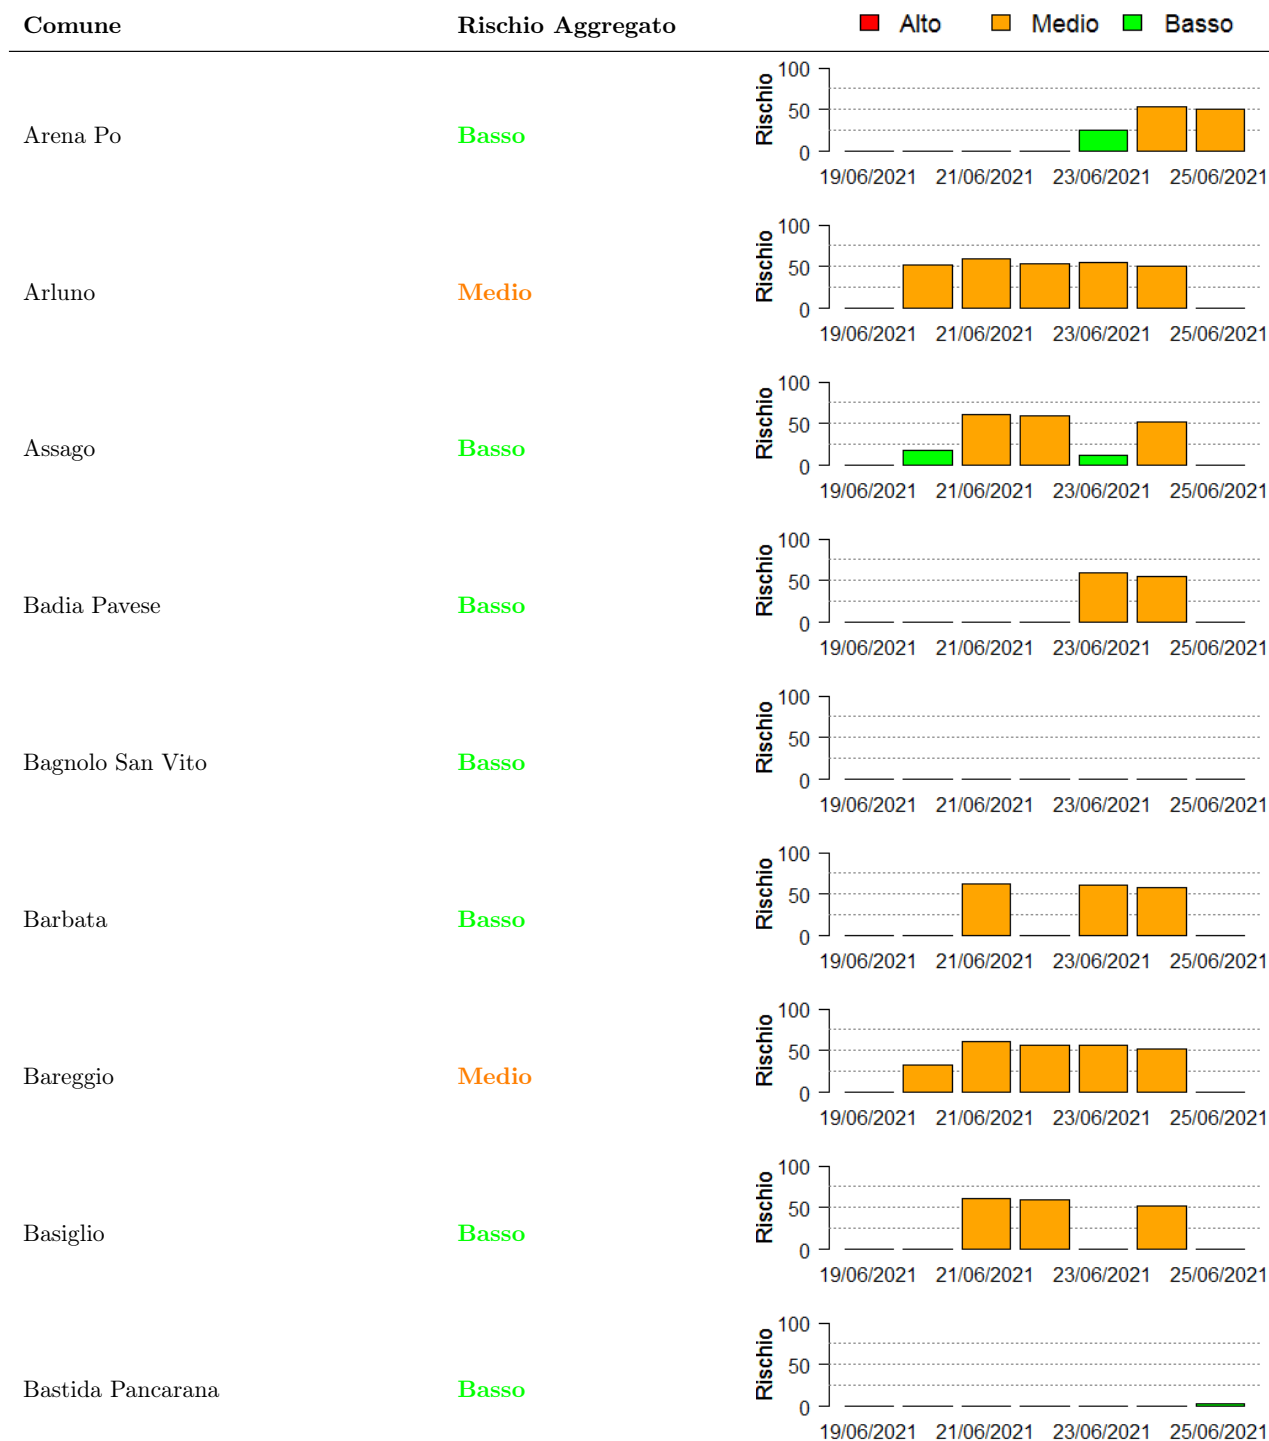 Comune Rischio Aggregato Alto Medio Basso
Arena Po Basso
Rischio
100
50
0
19/06/2021 21/06/2021 23/06/2021 25/06/2021
Arluno Medio
Rischio
100
50
0
19/06/2021 21/06/2021 23/06/2021 25/06/2021
Assago Basso
Rischio
100
50
0
19/06/2021 21/06/2021 23/06/2021 25/06/2021
Badia Pavese Basso
Rischio
100
50
0
19/06/2021 21/06/2021 23/06/2021 25/06/2021
Bagnolo San Vito Basso
Rischio
100
50
0
19/06/2021 21/06/2021 23/06/2021 25/06/2021
Barbata Basso
Rischio
100
50
0
19/06/2021 21/06/2021 23/06/2021 25/06/2021
Bareggio Medio
Rischio
100
50
0
19/06/2021 21/06/2021 23/06/2021 25/06/2021
Basiglio Basso
Rischio
100
50
0
19/06/2021 21/06/2021 23/06/2021 25/06/2021
Bastida Pancarana Basso
Rischio
100
50
0
19/06/2021 21/06/2021 23/06/2021 25/06/2021